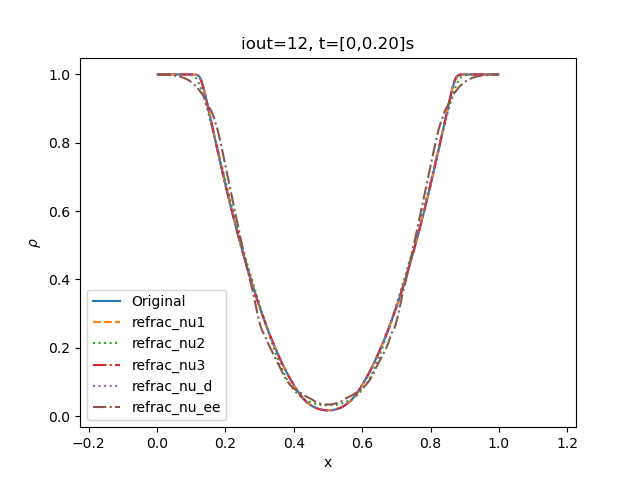 iout=12, t=[0,0.20]s
1.0
0.8
0.6
0.4
0.2
0.0
ρ
Original
refrac_nu1
refrac_nu2
refrac_nu3
refrac_nu_d
refrac_nu_ee
−0.2 0.0 0.2 0.4 0.6 0.8 1.0 1.2
x